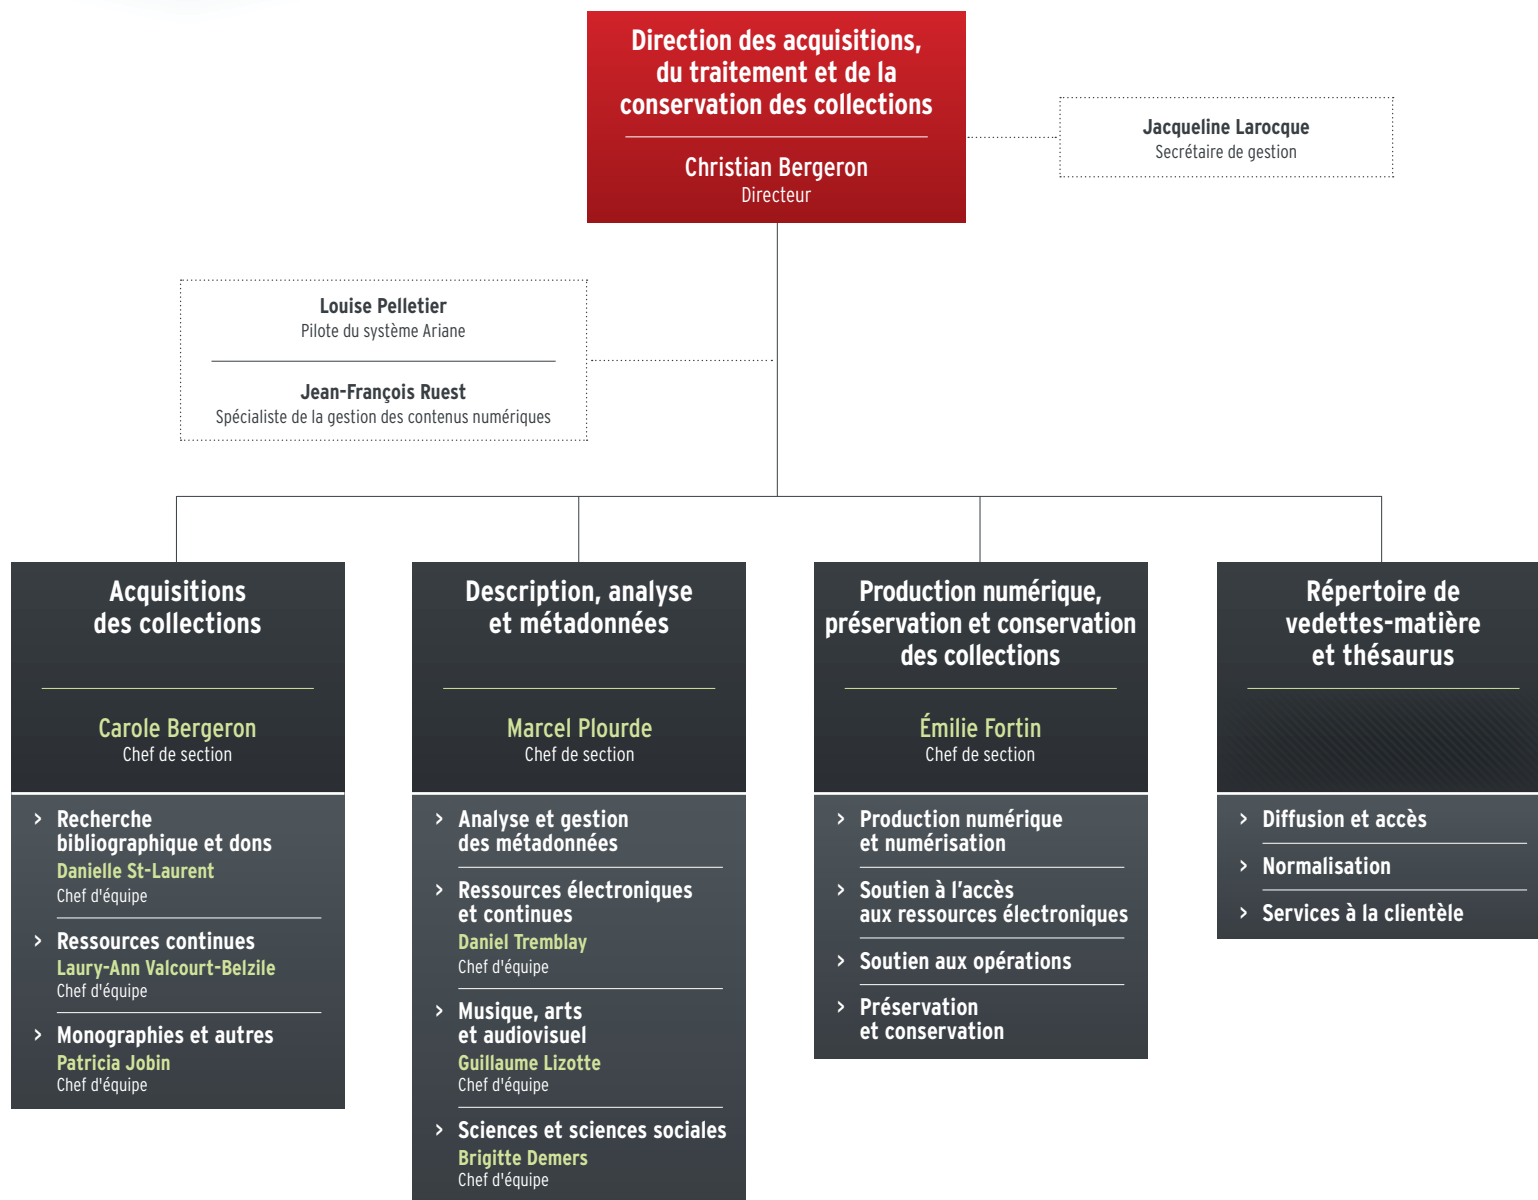 Direction des acquisitions,
du traitement et de la
conservation des collections
Christian Bergeron
Directeur
Jacqueline Larocque
Secrétaire de gestion
Louise Pelletier
Pilote du système Ariane
Jean-François Ruest
Spécialiste de la gestion des contenus numériques
Acquisitions
des collections
Carole Bergeron
Chef de section
> Recherche
bibliographique et dons
Danielle St-Laurent
Chef d'équipe
> Ressources continues
Laury-Ann Valcourt-Belzile
Chef d'équipe
> Monographies et autres
Patricia Jobin
Chef d'équipe
Description, analyse
et métadonnées
Marcel Plourde
Chef de section
> Analyse et gestion
des métadonnées
> Ressources électroniques
et continues
Daniel Tremblay
Chef d'équipe
> Musique, arts
et audiovisuel
Guillaume Lizotte
Chef d'équipe
> Sciences et sciences sociales
Brigitte Demers
Chef d'équipe
Production numérique,
préservation et conservation
des collections
Émilie Fortin
Chef de section
> Production numérique
et numérisation
> Soutien à l’accès
aux ressources électroniques
> Soutien aux opérations
> Préservation
et conservation
Répertoire de
vedettes-matière
et thésaurus
> Diffusion et accès
> Normalisation
> Services à la clientèle